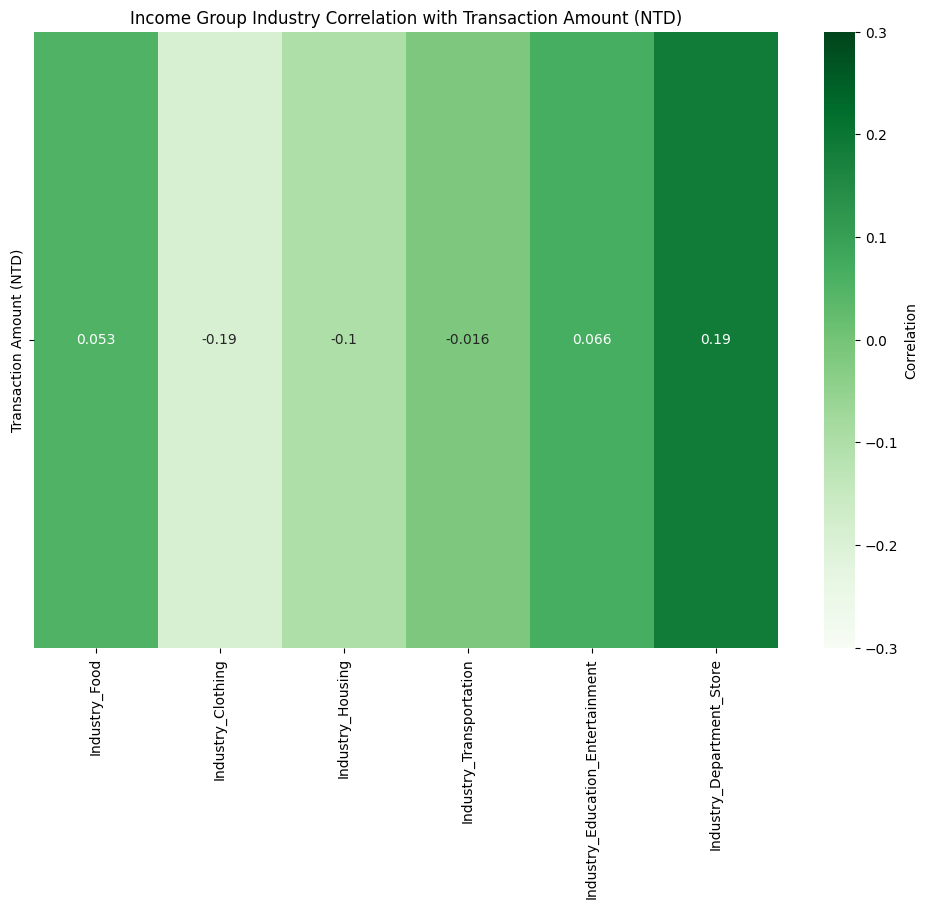 Income Group Industry Correlation with Transaction Amount (NTD)
Transaction Amount (NTD)
0.053
-0.19
-0.1
-0.016
0.066
0.19
Industry_Food
Industry_Clothing
Industry_Housing
Industry_Transportation
Industry_Education_Entertainment
Industry_Department_Store
0.3
0.2
0.1
0.0
−0.1
−0.2
−0.3
Correlation